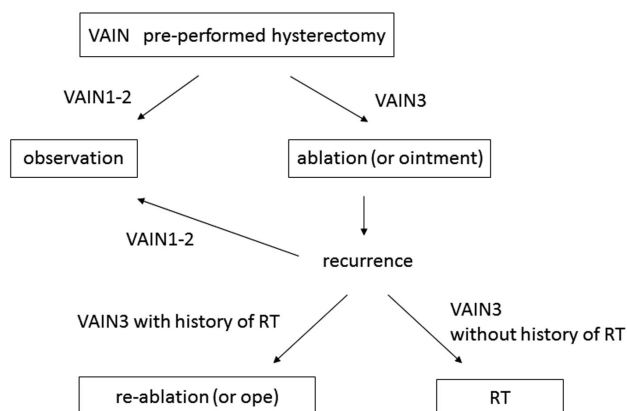 VAIN pre-performed hysterectomy
VAIN1-2
VAIN3
observation
ablation (or ointment)
VAIN1-2
recurrence
VAIN3 with history of RT
VAIN3
without history of RT
re-ablation (or ope)
RT